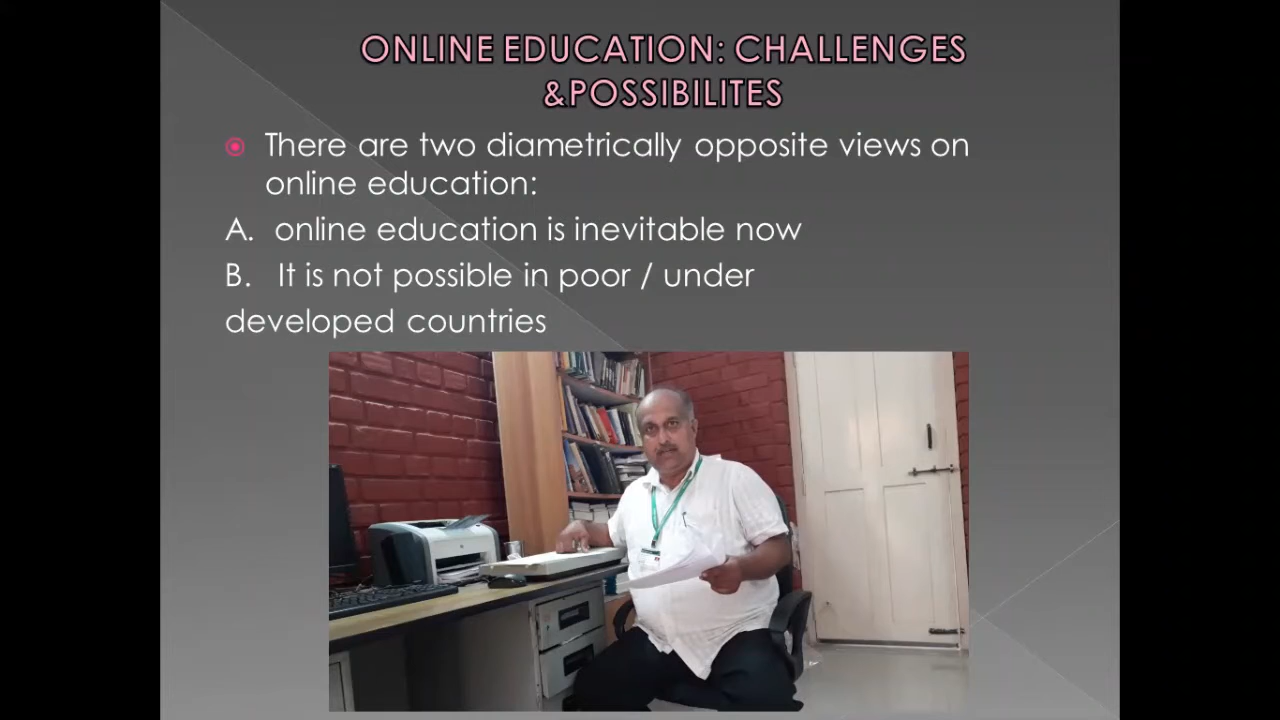 ONLINE EDUCATION: CHALLENGES
&POSSIBILITES
There are two diametrically opposite views on
online education:
A. online education is inevitable now
B. It is not possible in poor / under
developed countries